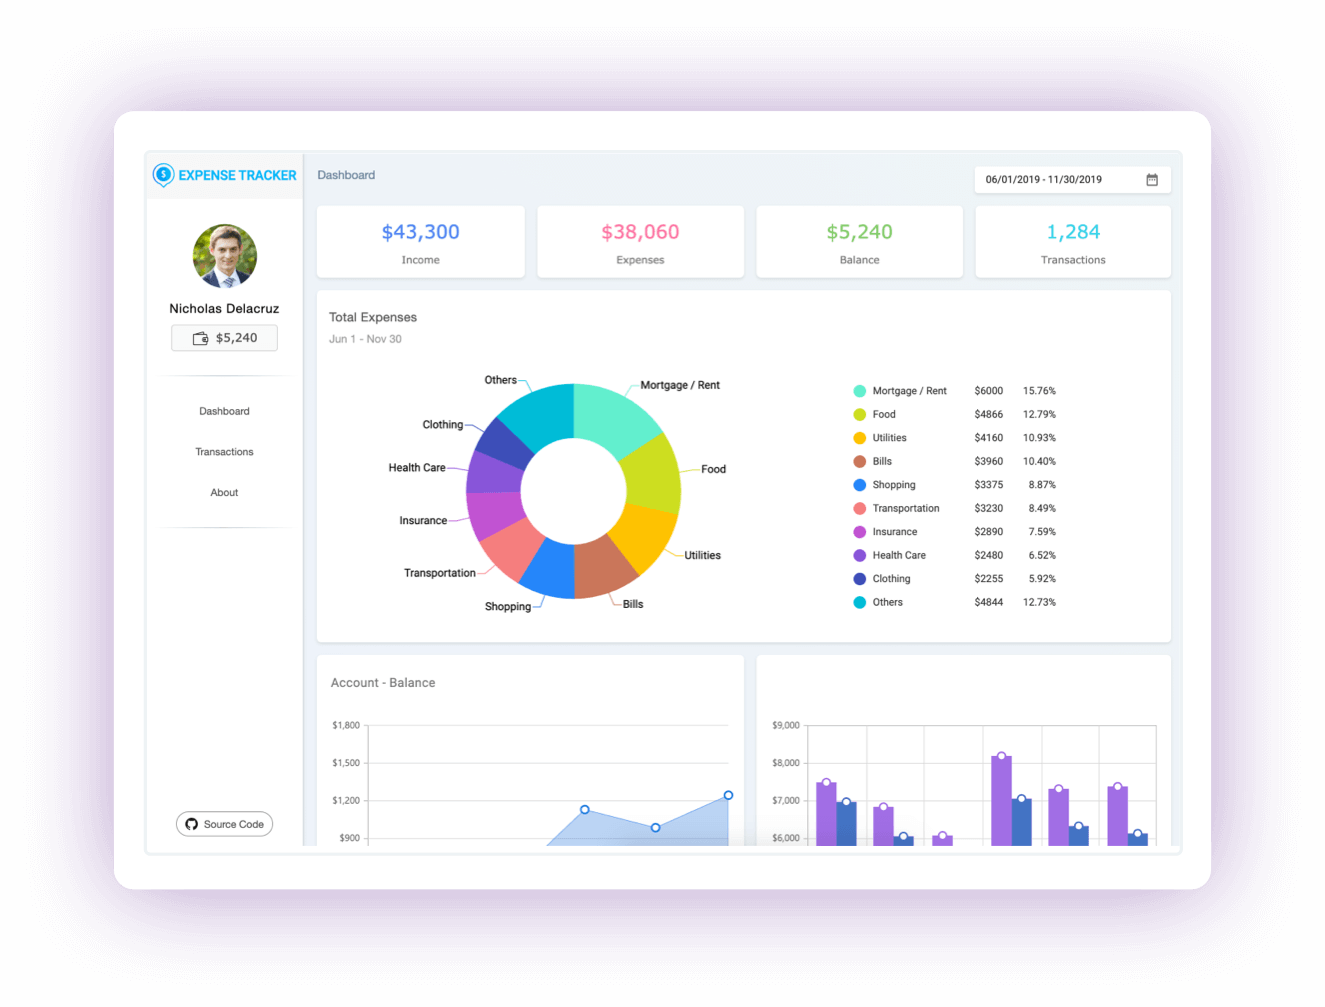 EXPENSE TRACKER
Nicholas Delacruz
$5,240
Dashboard
Transactions
About
Source Code
Dashboard
06/01/2019 - 11/30/2019
$43,300
Income
$38,060
Expenses
$5,240
Balance
1,284
Transactions
Total Expenses
Jun 1 - Nov 30
Others
Mortgage / Rent
Clothing
Health Care
Food
Insurance
Utilities
Transportation
Shopping
Bills
Mortgage / Rent $6000 15.76%
Food $4866 12.79%
Utilities $4160 10.93%
Bills $3960 10.40%
Shopping $3375 8.87%
Transportation $3230 8.49%
Insurance $2890 7.59%
Health Care $2480 6.52%
Clothing $2255 5.92%
Others $4844 12.73%
Account - Balance
$1,800
$1,500
$1,200
$900
$9,000
$8,000
$7,000
$6,000